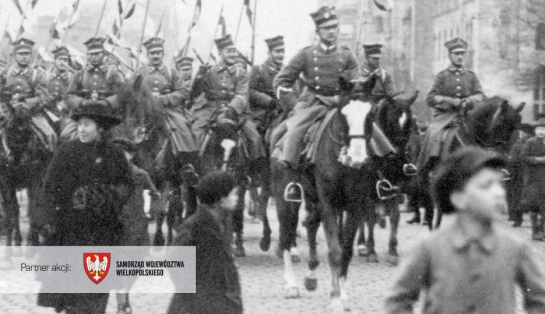 Partner akcji:
SAMORZĄD WOJEWÓDZTWA
WIELKOPOLSKIEGO